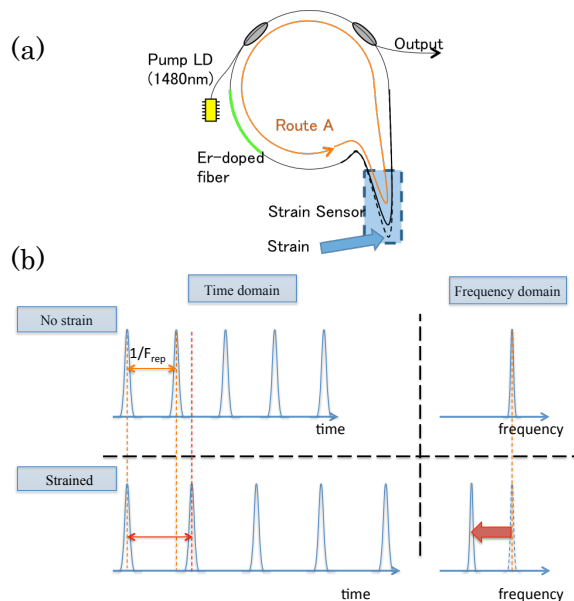 (a)
Pump LD
(1480nm)
Output
Route A
Er-doped
fiber
Strain Sensor
Strain
(b)
Time domain
Frequency domain
No strain
1/Frep
time
frequency
Strained
time
frequency